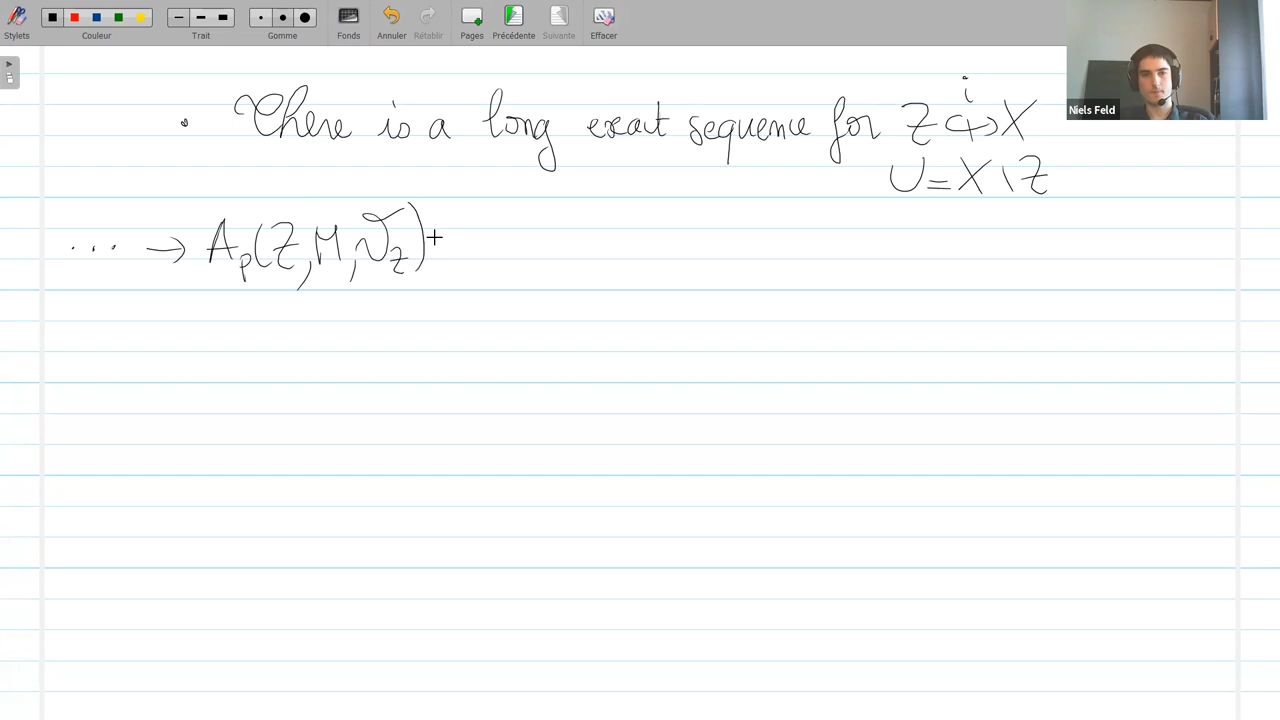 Stylets Couleur Trait Gomme Fonds Annuler Rétablir Pages Précédente Suivante Effacer
Niels Feld
• There is a long exact sequence for Z i↪ X
U = X \ Z
... → A_p(Z, M, 𝒱_Z)